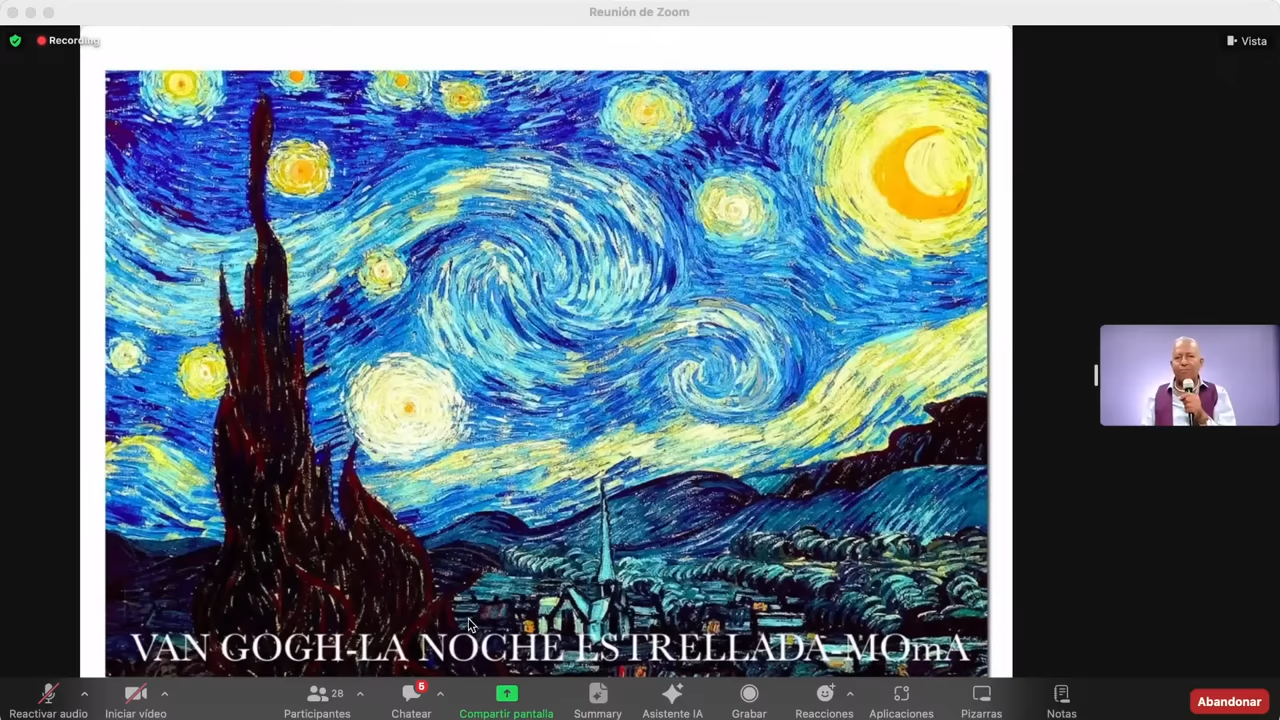 Reunión de Zoom
Recording
Vista
VAN GOGH-LA NOCHE ESTRELLADA-MOmA
28
5
Reactivar audio
Iniciar vídeo
Participantes
Chatear
Compartir pantalla
Summary
Asistente IA
Grabar
Reacciones
Aplicaciones
Pizarras
Notas
Abandonar